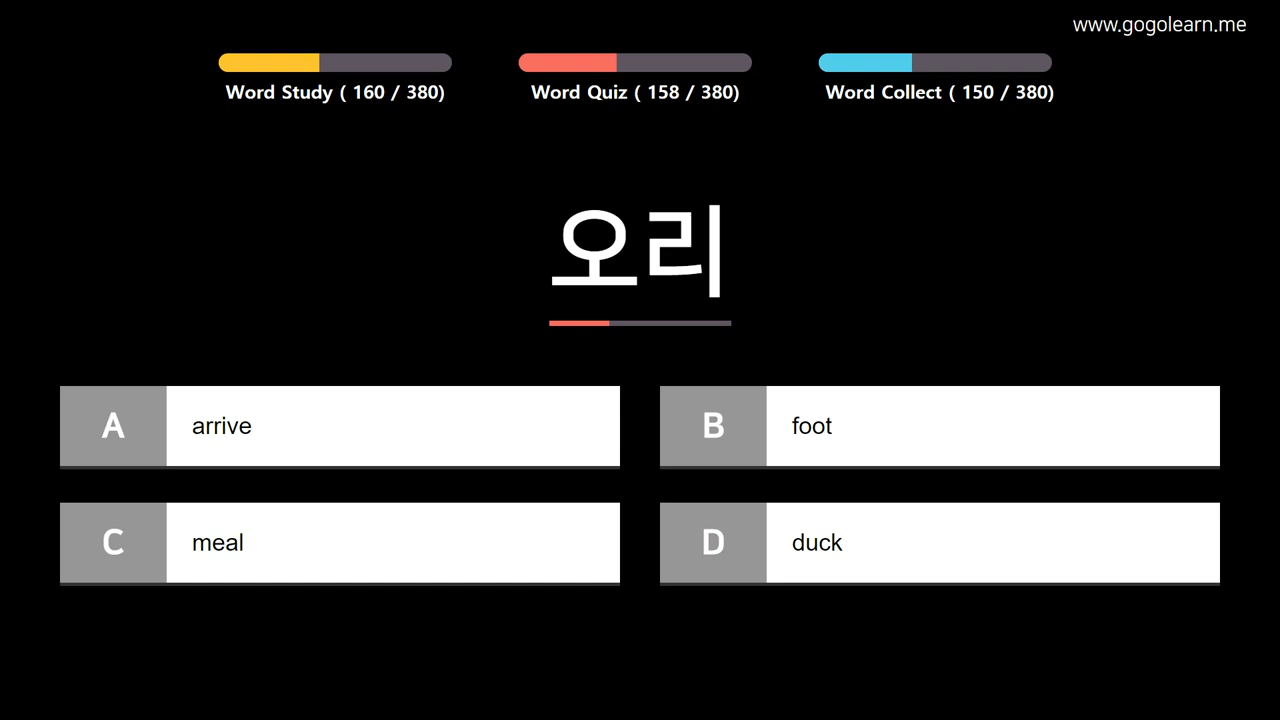 www.gogolearn.me
Word Study ( 160 / 380)
Word Quiz ( 158 / 380)
Word Collect ( 150 / 380)
오리
A arrive
B foot
C meal
D duck